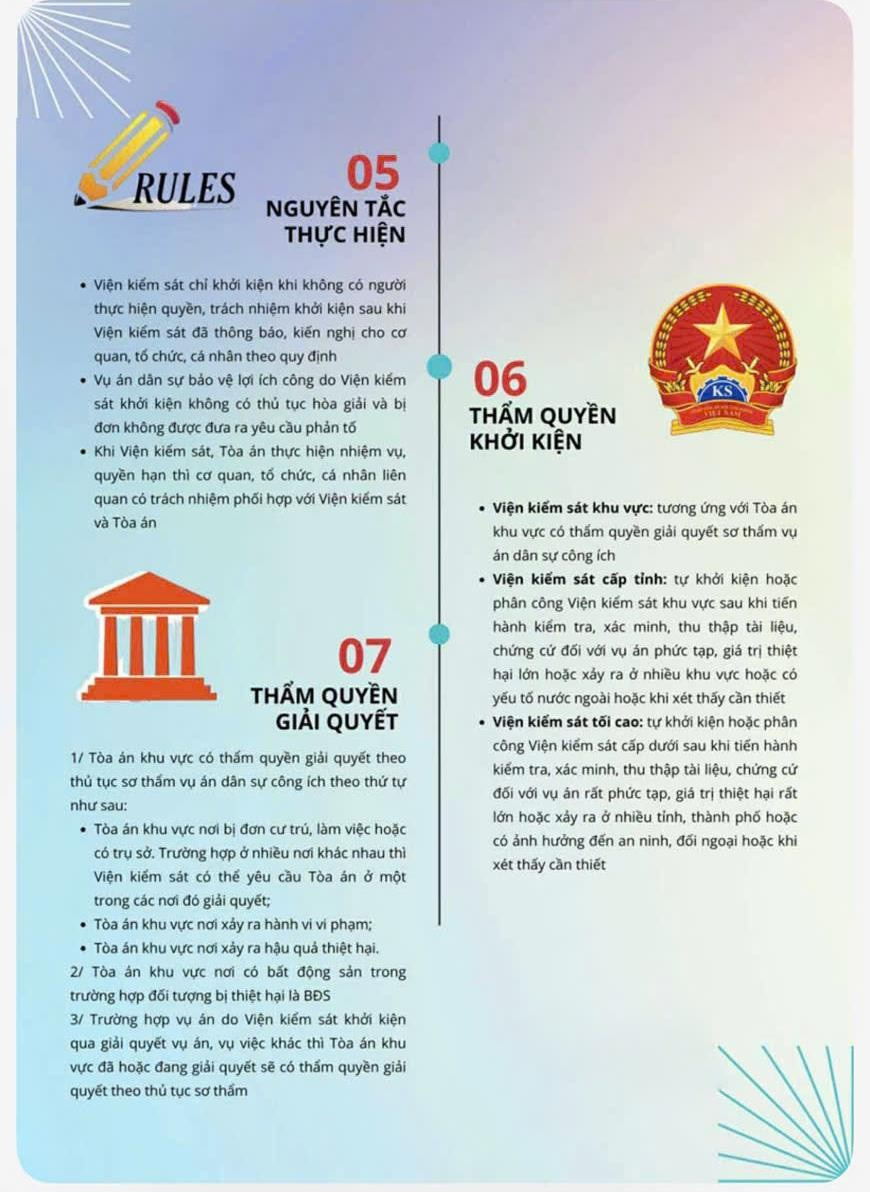 RULES
05
NGUYÊN TẮC
THỰC HIỆN
• Viện kiểm sát chỉ khởi kiện khi không có người
thực hiện quyền, trách nhiệm khởi kiện sau khi
Viện kiểm sát đã thông báo, kiến nghị cho cơ
quan, tổ chức, cá nhân theo quy định
• Vụ án dân sự bảo vệ lợi ích công do Viện kiểm
sát khởi kiện không có thủ tục hòa giải và bị
đơn không được đưa ra yêu cầu phản tố
• Khi Viện kiểm sát, Tòa án thực hiện nhiệm vụ,
quyền hạn thì cơ quan, tổ chức, cá nhân liên
quan có trách nhiệm phối hợp với Viện kiểm sát
và Tòa án
06
THẨM QUYỀN
KHỞI KIỆN
KS
VIỆT NAM
• Viện kiểm sát khu vực: tương ứng với Tòa án
khu vực có thẩm quyền giải quyết sơ thẩm vụ
án dân sự công ích
• Viện kiểm sát cấp tỉnh: tự khởi kiện hoặc
phân công Viện kiểm sát khu vực sau khi tiến
hành kiểm tra, xác minh, thu thập tài liệu,
chứng cứ đối với vụ án phức tạp, giá trị thiệt
hại lớn hoặc xảy ra ở nhiều khu vực hoặc có
yếu tố nước ngoài hoặc khi xét thấy cần thiết
• Viện kiểm sát tối cao: tự khởi kiện hoặc phân
công Viện kiểm sát cấp dưới sau khi tiến hành
kiểm tra, xác minh, thu thập tài liệu, chứng cứ
đối với vụ án rất phức tạp, giá trị thiệt hại rất
lớn hoặc xảy ra ở nhiều tỉnh, thành phố hoặc
có ảnh hưởng đến an ninh, đối ngoại hoặc khi
xét thấy cần thiết
07
THẨM QUYỀN
GIẢI QUYẾT
1/ Tòa án khu vực có thẩm quyền giải quyết theo
thủ tục sơ thẩm vụ án dân sự công ích theo thứ tự
như sau:
• Tòa án khu vực nơi bị đơn cư trú, làm việc hoặc
có trụ sở. Trường hợp ở nhiều nơi khác nhau thì
Viện kiểm sát có thể yêu cầu Tòa án ở một
trong các nơi đó giải quyết;
• Tòa án khu vực nơi xảy ra hành vi vi phạm;
• Tòa án khu vực nơi xảy ra hậu quả thiệt hại.
2/ Tòa án khu vực nơi có bất động sản trong
trường hợp đối tượng bị thiệt hại là BĐS
3/ Trường hợp vụ án do Viện kiểm sát khởi kiện
qua giải quyết vụ án, vụ việc khác thì Tòa án khu
vực đã hoặc đang giải quyết sẽ có thẩm quyền giải
quyết theo thủ tục sơ thẩm